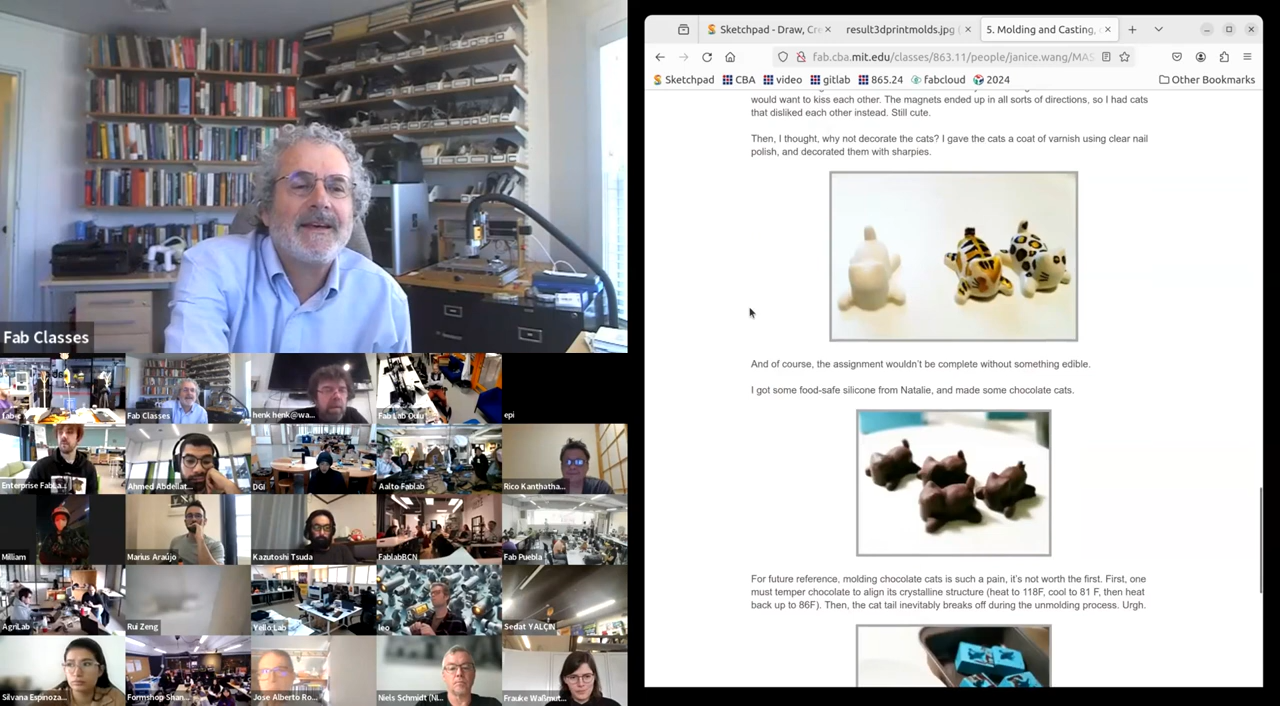 Fab Classes
Fab Classes
henk henk@wa...
Fab Lab Oulu
epi
Enterprise FabLa...
Ahmed Abdellat...
DGI
Aalto Fablab
Rico Kanthatha...
Milliam
Marius Araújo
Kazutoshi Tsuda
FablabBCN
Fab Puebla
AgriLab
Rui Zeng
Yello Lab
leo
Sedat YALÇIN
Silvana Espinoza...
Formshop Shan...
Jose Alberto Ro...
Niels Schmidt (Ni...
Frauke Waßmut...
Sketchpad - Draw, Cre
result3dprintmolds.jpg (
5. Molding and Casting,
fab.cba.mit.edu/classes/863.11/people/janice.wang/MAS
Sketchpad CBA video gitlab 865.24 fabcloud 2024 Other Bookmarks
would want to kiss each other. The magnets ended up in all sorts of directions, so I had cats
that disliked each other instead. Still cute.
Then, I thought, why not decorate the cats? I gave the cats a coat of varnish using clear nail
polish, and decorated them with sharpies.
And of course, the assignment wouldn't be complete without something edible.
I got some food-safe silicone from Natalie, and made some chocolate cats.
For future reference, molding chocolate cats is such a pain, it's not worth the first. First, one
must temper chocolate to align its crystalline structure (heat to 118F, cool to 81 F, then heat
back up to 86F). Then, the cat tail inevitably breaks off during the unmolding process. Urgh.